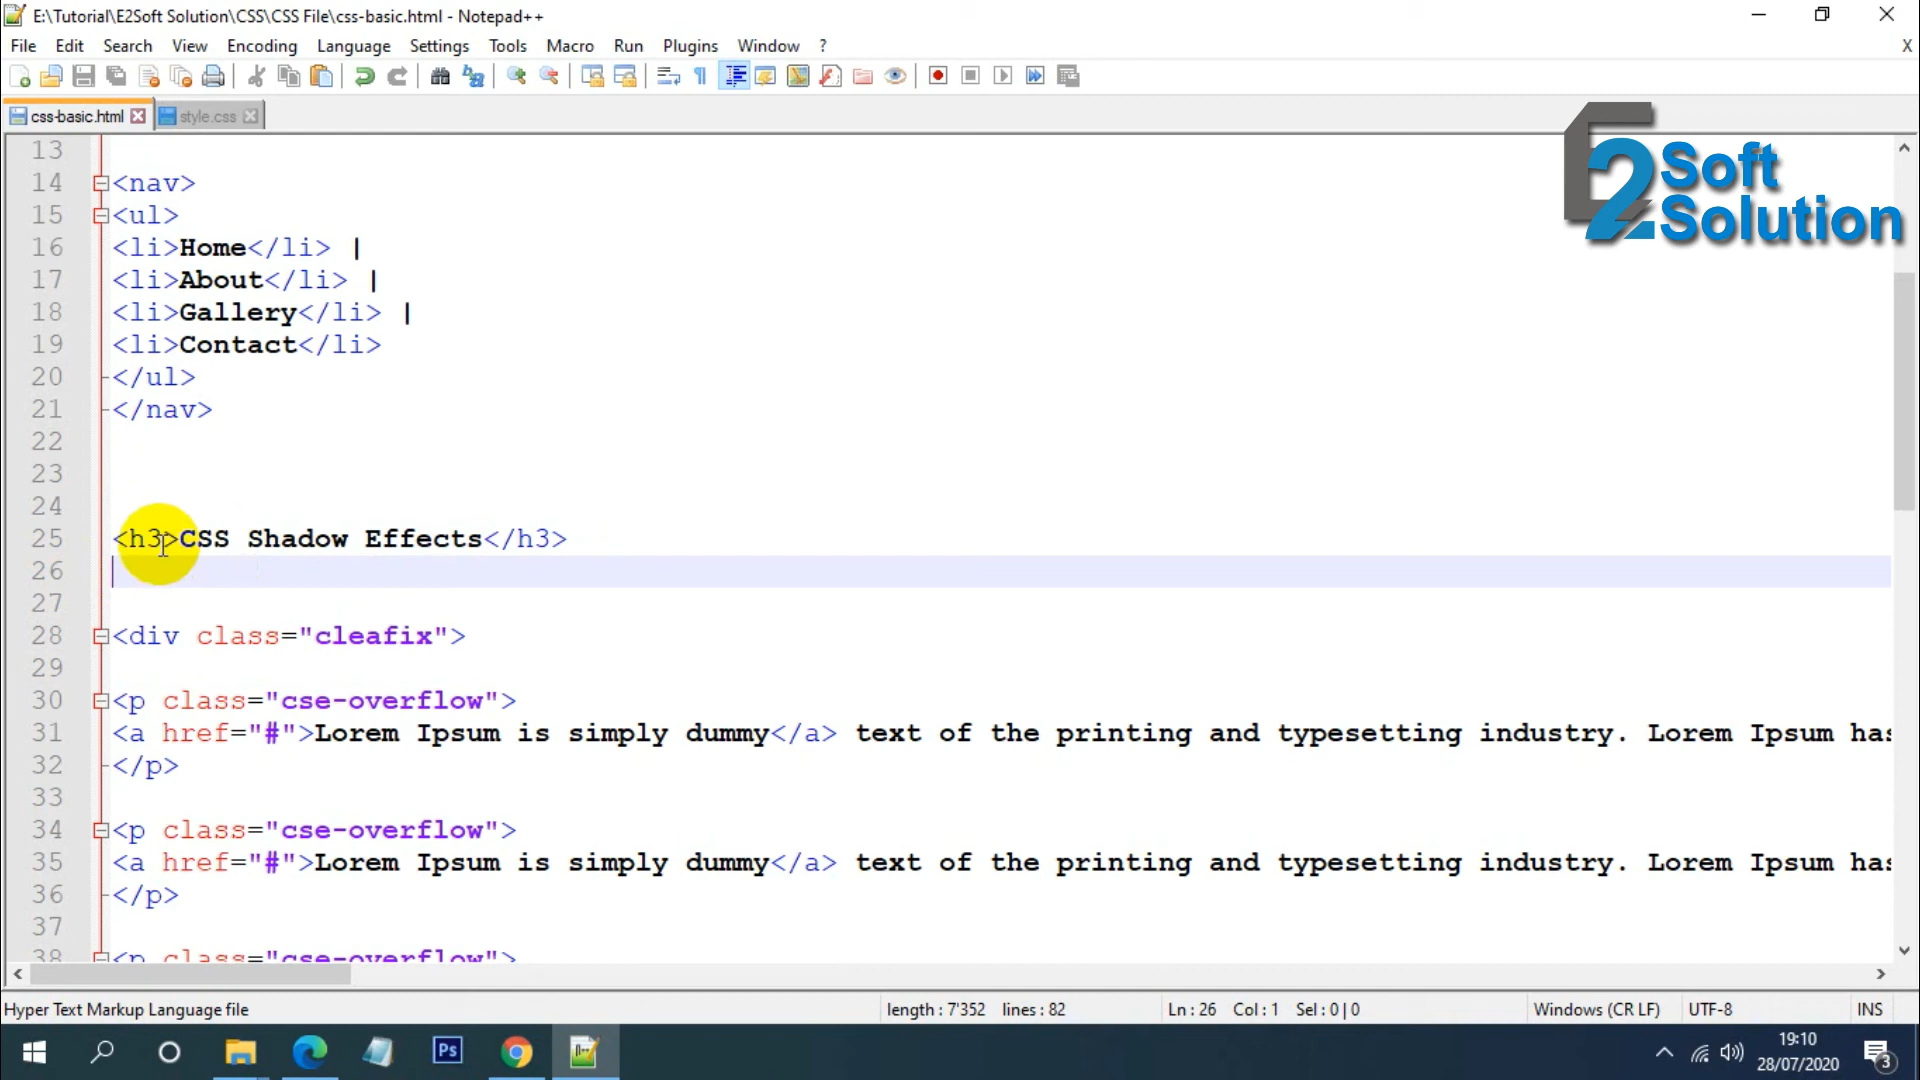 E:\Tutorial\E2Soft Solution\CSS\CSS File\css-basic.html - Notepad++
File Edit Search View Encoding Language Settings Tools Macro Run Plugins Window ? X
css-basic.html style.css
E2 Soft Solution
13
14 <nav>
15 <ul>
16 <li>Home</li> |
17 <li>About</li> |
18 <li>Gallery</li> |
19 <li>Contact</li>
20 </ul>
21 </nav>
22
23
24
25 <h3>CSS Shadow Effects</h3>
26
27
28 <div class="cleafix">
29
30 <p class="cse-overflow">
31 <a href="#">Lorem Ipsum is simply dummy</a> text of the printing and typesetting industry. Lorem Ipsum has
32 </p>
33
34 <p class="cse-overflow">
35 <a href="#">Lorem Ipsum is simply dummy</a> text of the printing and typesetting industry. Lorem Ipsum has
36 </p>
37
38 <p class="cse-overflow">
Hyper Text Markup Language file length : 7'352 lines : 82 Ln : 26 Col : 1 Sel : 0 | 0 Windows (CR LF) UTF-8 INS
Ps
19:10
28/07/2020
3